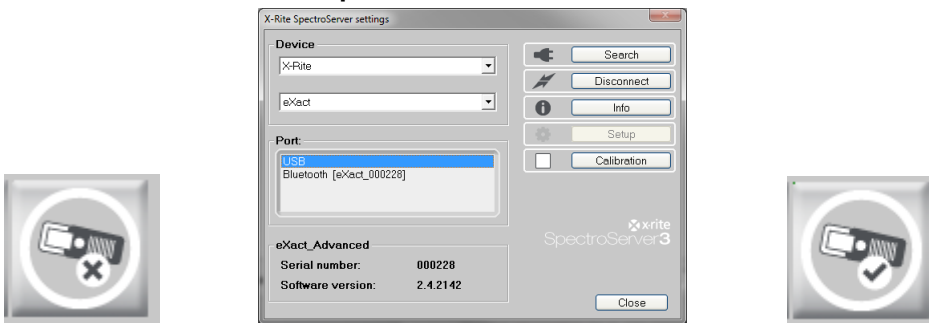 X-Rite SpectroServer settings
Device
X-Rite
Search
Disconnect
eXact
Info
Setup
Port:
Calibration
USB
Bluetooth [eXact_000228]
x·rite
SpectroServer3
eXact_Advanced
Serial number: 000228
Software version: 2.4.2142
Close